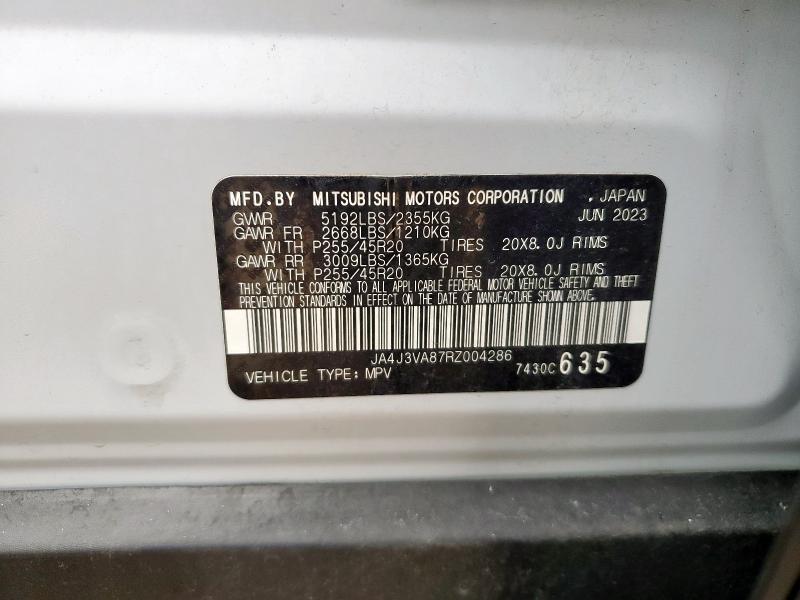 MFD.BY MITSUBISHI MOTORS CORPORATION . JAPAN
GVWR 5192LBS/2355KG JUN 2023
GAWR FR 2668LBS/1210KG
WITH P255/45R20 TIRES 20X8.0J RIMS
GAWR RR 3009LBS/1365KG
WITH P255/45R20 TIRES 20X8.0J RIMS
THIS VEHICLE CONFORMS TO ALL APPLICABLE FEDERAL MOTOR VEHICLE SAFETY AND THEFT
PREVENTION STANDARDS IN EFFECT ON THE DATE OF MANUFACTURE SHOWN ABOVE.
JA4J3VA87RZ004286
VEHICLE TYPE: MPV 7430C 635